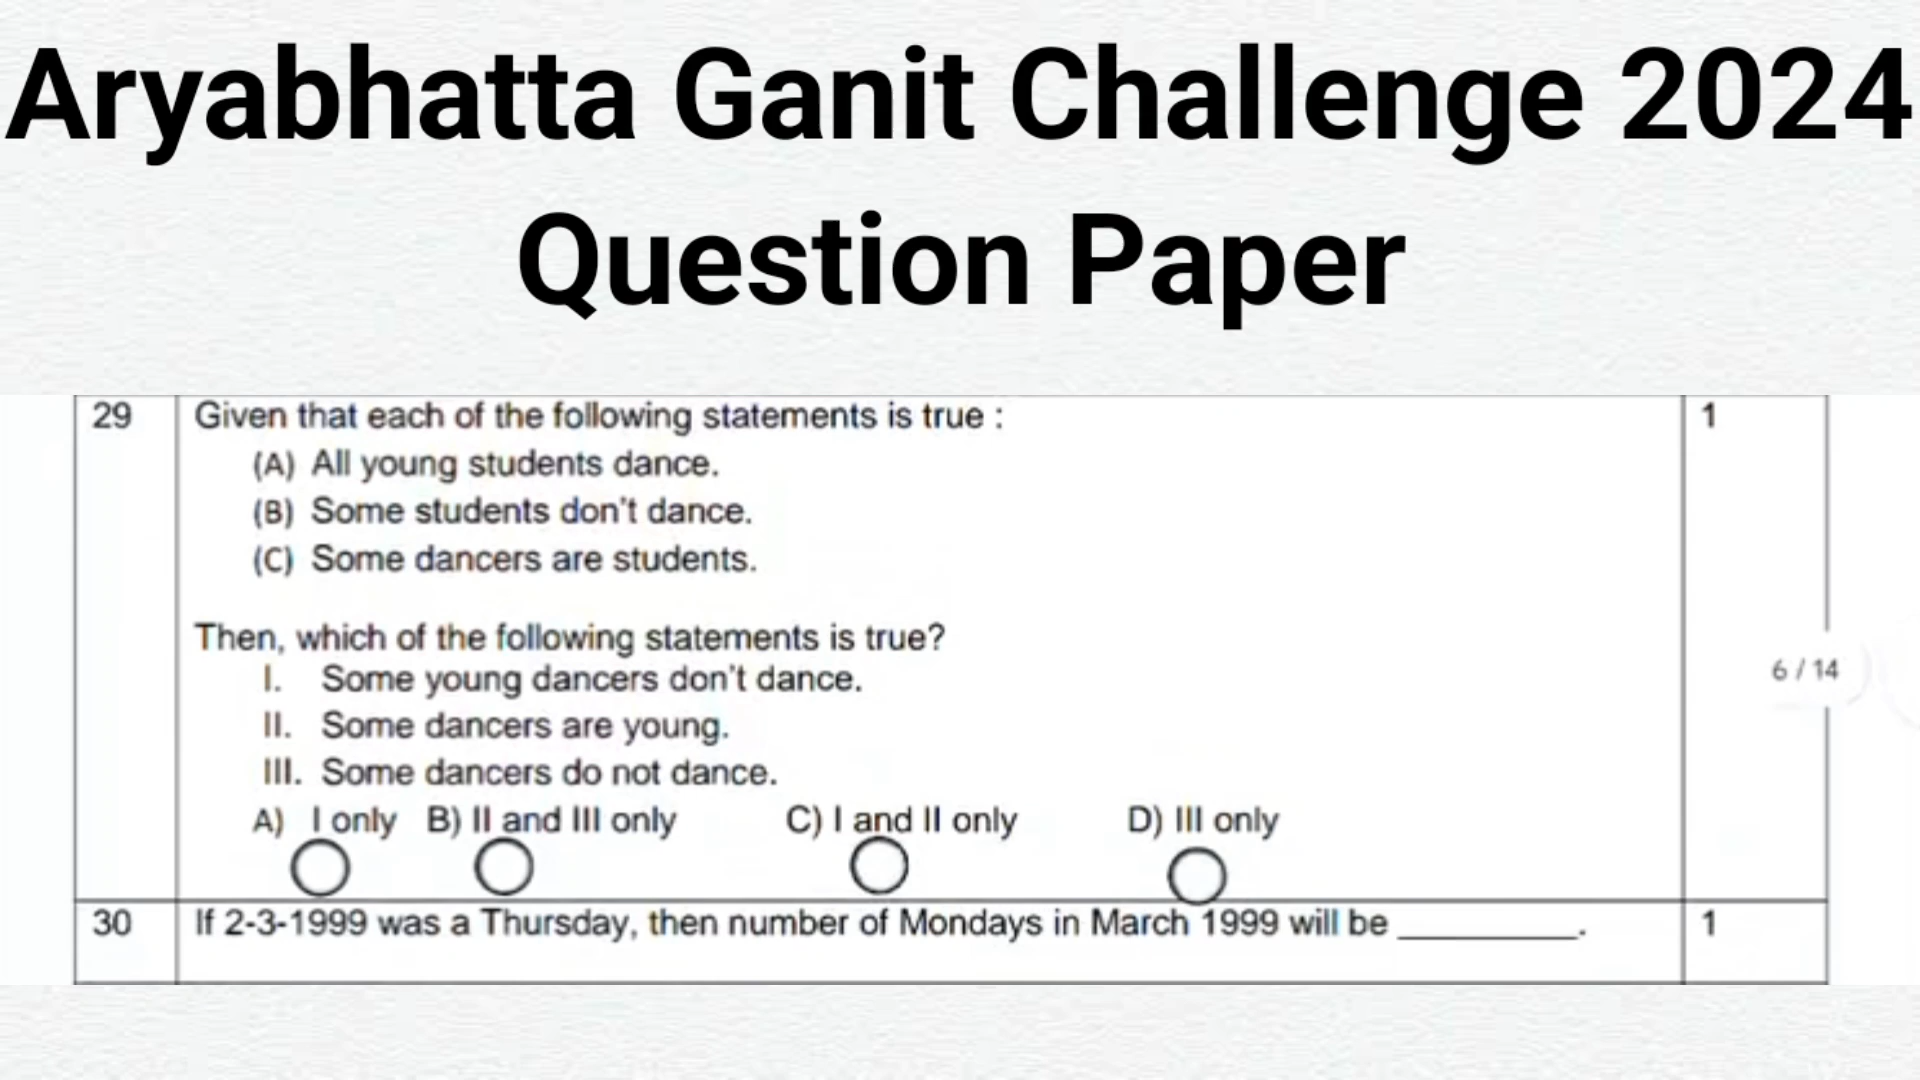 Aryabhatta Ganit Challenge 2024
Question Paper
29 Given that each of the following statements is true : 1
(A) All young students dance.
(B) Some students don't dance.
(C) Some dancers are students.
Then, which of the following statements is true?
I. Some young dancers don't dance.
6 / 14
II. Some dancers are young.
III. Some dancers do not dance.
A) I only B) II and III only C) I and II only D) III only
30 If 2-3-1999 was a Thursday, then number of Mondays in March 1999 will be __________. 1